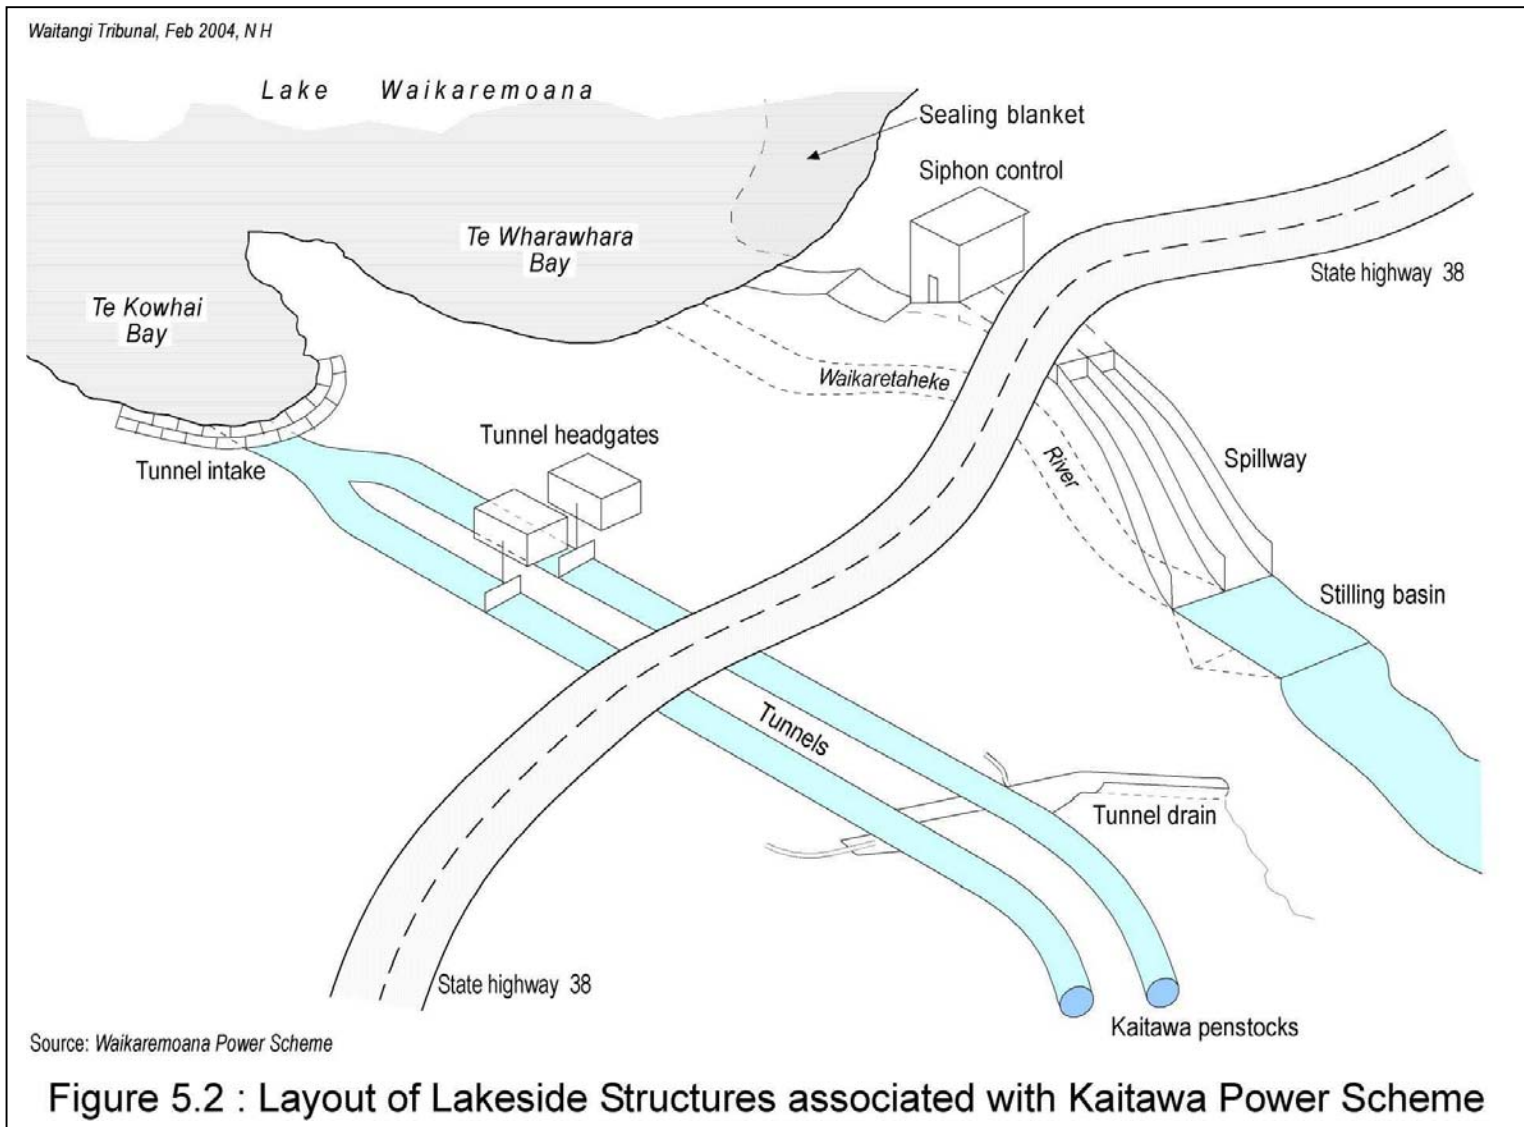 Waitangi Tribunal, Feb 2004, N H
Lake Waikaremoana
Sealing blanket
Siphon control
Te Wharawhara
Bay
State highway 38
Te Kowhai
Bay
Waikaretaheke
River
Tunnel headgates
Spillway
Tunnel intake
Stilling basin
Tunnels
Tunnel drain
State highway 38
Kaitawa penstocks
Source: Waikaremoana Power Scheme
Figure 5.2 : Layout of Lakeside Structures associated with Kaitawa Power Scheme